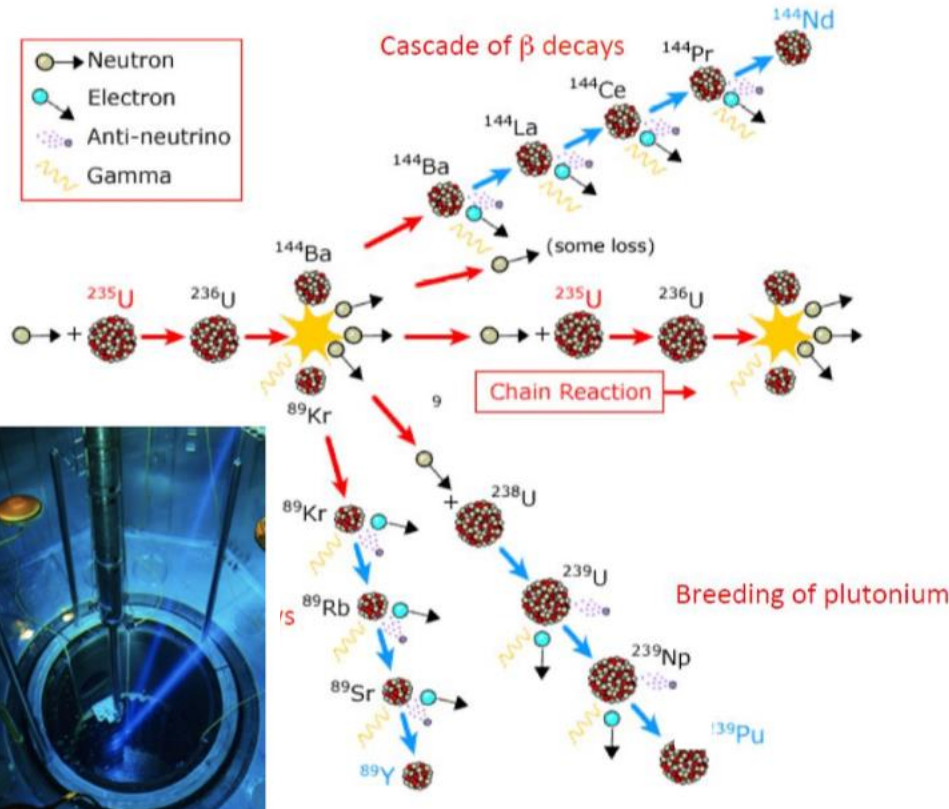 Neutron
Electron
Anti-neutrino
Gamma
Cascade of β decays
¹⁴⁴Nd
¹⁴⁴Pr
¹⁴⁴Ce
¹⁴⁴La
¹⁴⁴Ba
(some loss)
¹⁴⁴Ba
+ ²³⁵U
²³⁶U
+ ²³⁵U
²³⁶U
Chain Reaction
⁸⁹Kr
9
+ ²³⁸U
⁸⁹Kr
²³⁹U
⁸⁹Rb
Breeding of plutonium
²³⁹Np
⁸⁹Sr
³⁹Pu
⁸⁹Y